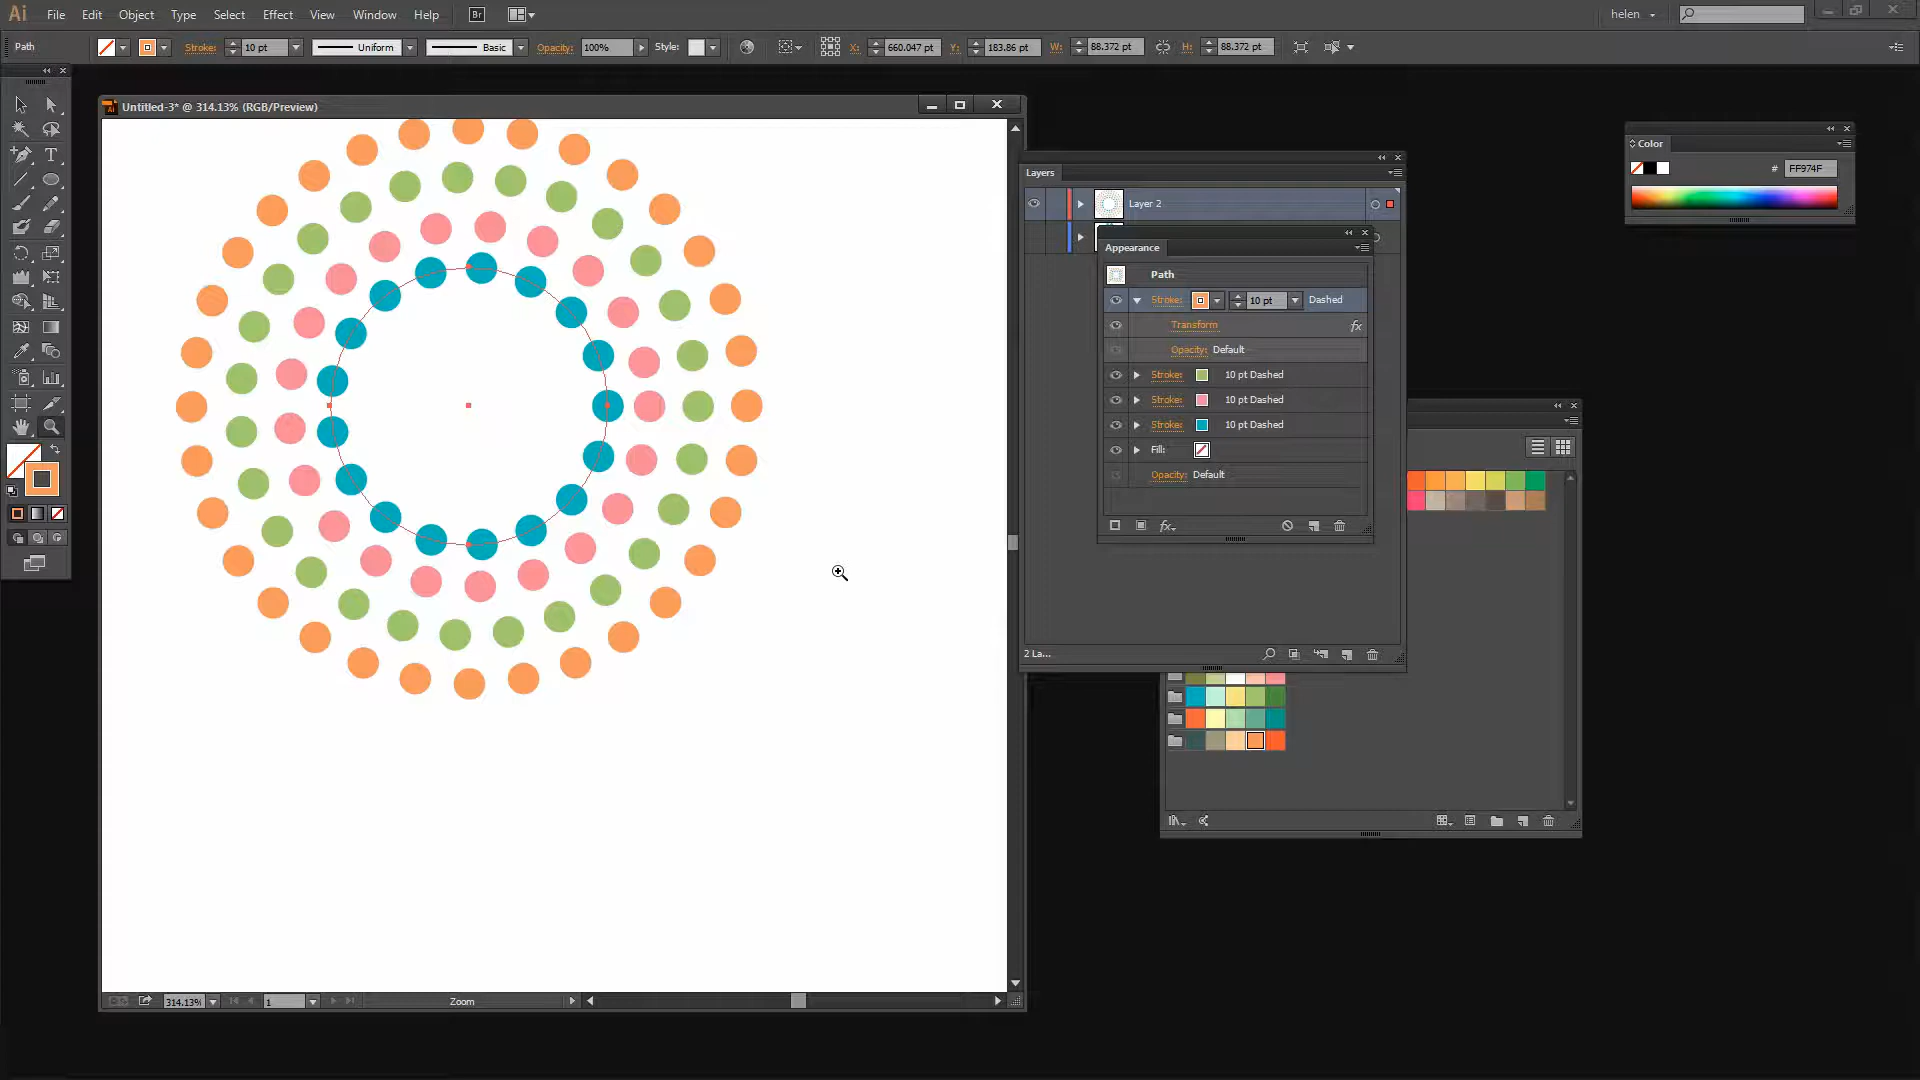 Ai File Edit Object Type Select Effect View Window Help Br helen
Path Stroke: 10 pt Uniform Basic Opacity: 100% Style: X: 660.047 pt Y: 183.86 pt W: 88.372 pt H: 88.372 pt
Untitled-3* @ 314.13% (RGB/Preview)
Color
# FF974F
Layers
Layer 2
Appearance
Path
Stroke: 10 pt Dashed
Transform fx
Opacity: Default
Stroke: 10 pt Dashed
Stroke: 10 pt Dashed
Stroke: 10 pt Dashed
Fill:
Opacity: Default
fx
2 La...
314.13% 1 Zoom